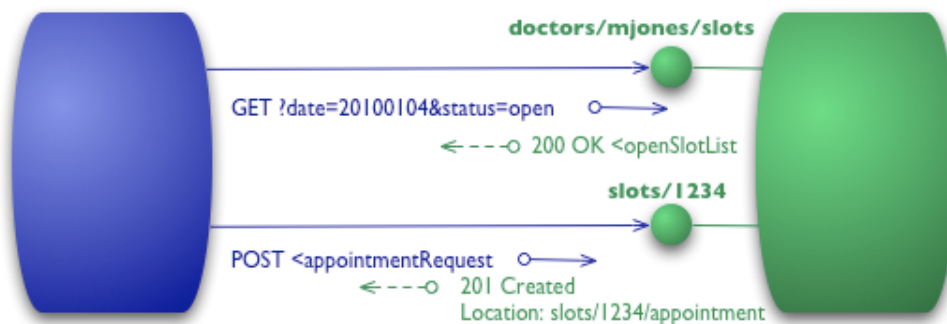 doctors/mjones/slots
GET ?date=20100104&status=open
200 OK <openSlotList
slots/1234
POST <appointmentRequest
201 Created
Location: slots/1234/appointment